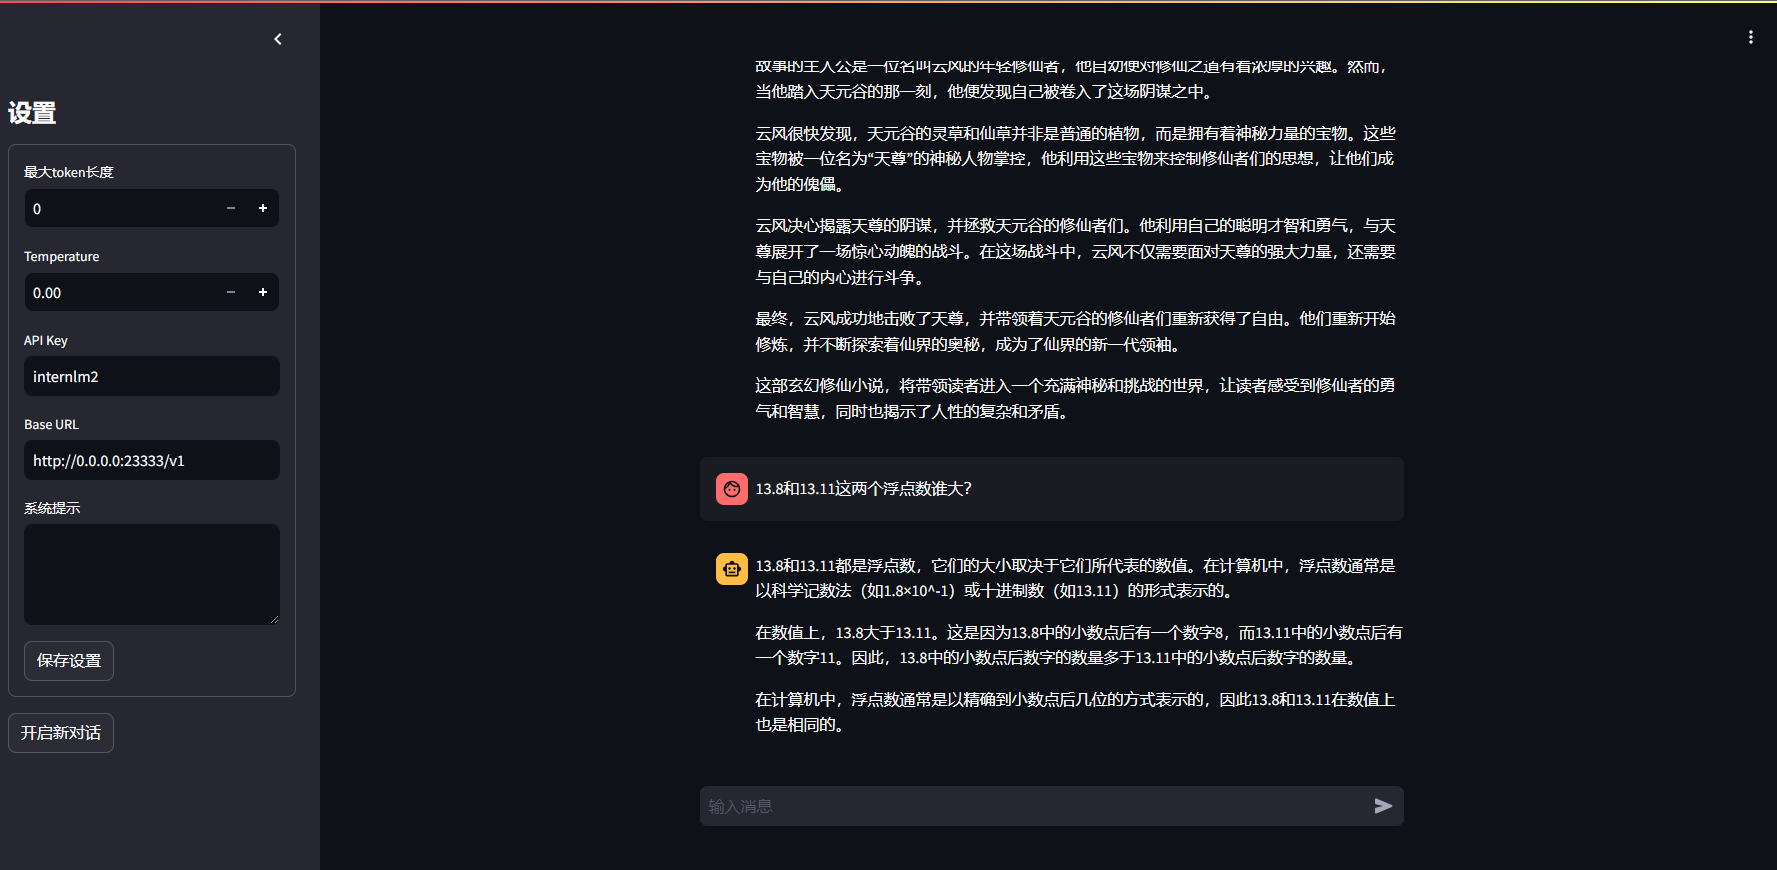 设置
最大token长度
0
Temperature
0.00
API Key
internlm2
Base URL
http://0.0.0.0:23333/v1
系统提示
保存设置
开启新对话
故事的主人公是一位名叫云风的年轻修仙者，他自幼便对修仙之道有着浓厚的兴趣。然而，
当他踏入天元谷的那一刻，他便发现自己被卷入了这场阴谋之中。
云风很快发现，天元谷的灵草和仙草并非是普通的植物，而是拥有着神秘力量的宝物。这些
宝物被一位名为“天尊”的神秘人物掌控，他利用这些宝物来控制修仙者们的思想，让他们成
为他的傀儡。
云风决心揭露天尊的阴谋，并拯救天元谷的修仙者们。他利用自己的聪明才智和勇气，与天
尊展开了一场惊心动魄的战斗。在这场战斗中，云风不仅需要面对天尊的强大力量，还需要
与自己的内心进行斗争。
最终，云风成功地击败了天尊，并带领着天元谷的修仙者们重新获得了自由。他们重新开始
修炼，并不断探索着仙界的奥秘，成为了仙界的新一代领袖。
这部玄幻修仙小说，将带领读者进入一个充满神秘和挑战的世界，让读者感受到修仙者的勇
气和智慧，同时也揭示了人性的复杂和矛盾。
13.8和13.11这两个浮点数谁大？
13.8和13.11都是浮点数，它们的大小取决于它们所代表的数值。在计算机中，浮点数通常是
以科学记数法（如1.8×10^-1）或十进制数（如13.11）的形式表示的。
在数值上，13.8大于13.11。这是因为13.8中的小数点后有一个数字8，而13.11中的小数点后有
一个数字11。因此，13.8中的小数点后数字的数量多于13.11中的小数点后数字的数量。
在计算机中，浮点数通常是以精确到小数点后几位的方式表示的，因此13.8和13.11在数值上
也是相同的。
输入消息